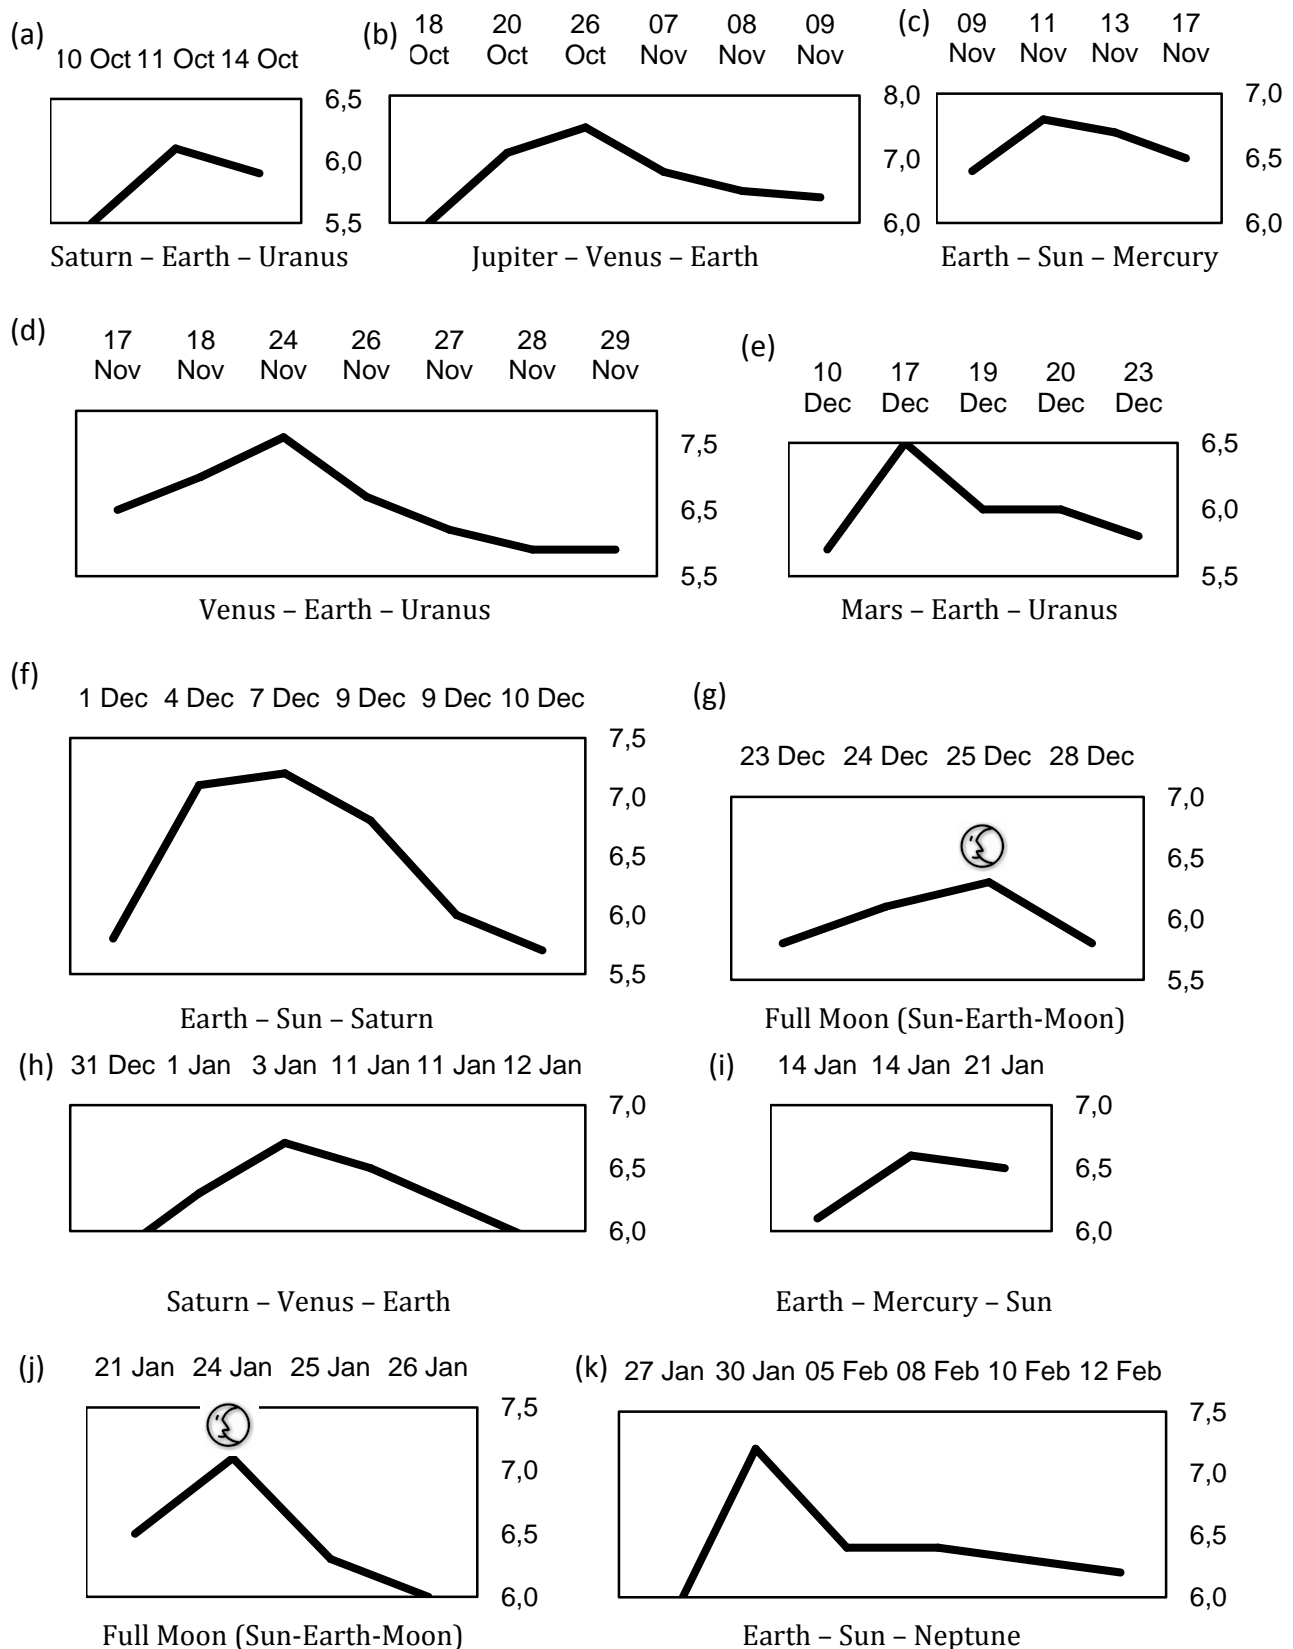 (a)
10 Oct 11 Oct 14 Oct
6,5
6,0
5,5
Saturn – Earth – Uranus
(b)
18 Oct
20 Oct
26 Oct
07 Nov
08 Nov
09 Nov
8,0
7,0
6,0
Jupiter – Venus – Earth
(c)
09 Nov
11 Nov
13 Nov
17 Nov
7,0
6,5
6,0
Earth – Sun – Mercury
(d)
17 Nov
18 Nov
24 Nov
26 Nov
27 Nov
28 Nov
29 Nov
7,5
6,5
5,5
Venus – Earth – Uranus
(e)
10 Dec
17 Dec
19 Dec
20 Dec
23 Dec
6,5
6,0
5,5
Mars – Earth – Uranus
(f)
1 Dec 4 Dec 7 Dec 9 Dec 9 Dec 10 Dec
7,5
7,0
6,5
6,0
5,5
Earth – Sun – Saturn
(g)
23 Dec 24 Dec 25 Dec 28 Dec
7,0
6,5
6,0
5,5
Full Moon (Sun-Earth-Moon)
(h)
31 Dec 1 Jan 3 Jan 11 Jan 11 Jan 12 Jan
7,0
6,5
6,0
Saturn – Venus – Earth
(i)
14 Jan 14 Jan 21 Jan
7,0
6,5
6,0
Earth – Mercury – Sun
(j)
21 Jan 24 Jan 25 Jan 26 Jan
7,5
7,0
6,5
6,0
Full Moon (Sun-Earth-Moon)
(k)
27 Jan 30 Jan 05 Feb 08 Feb 10 Feb 12 Feb
7,5
7,0
6,5
6,0
Earth – Sun – Neptune